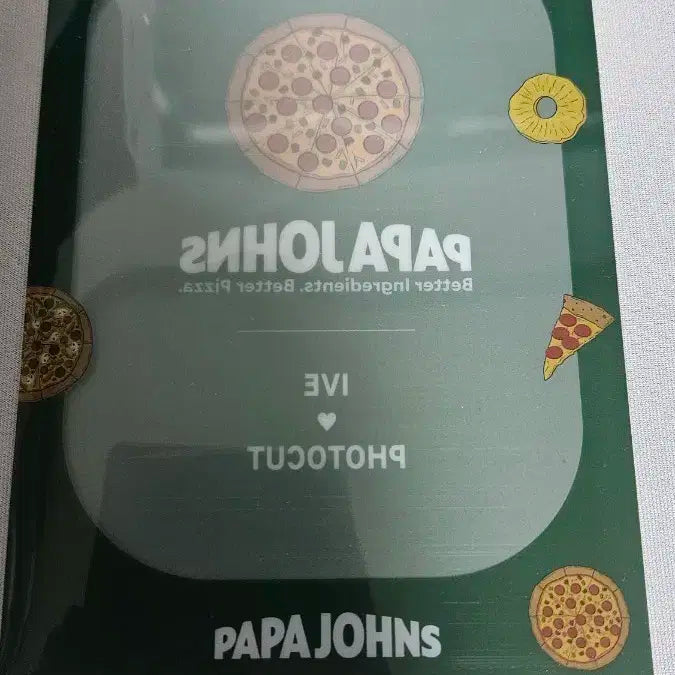 PAPA JOHNS
Better Ingredients. Better Pizza.
IVE
♥
PHOTOCUT
PAPA JOHNS